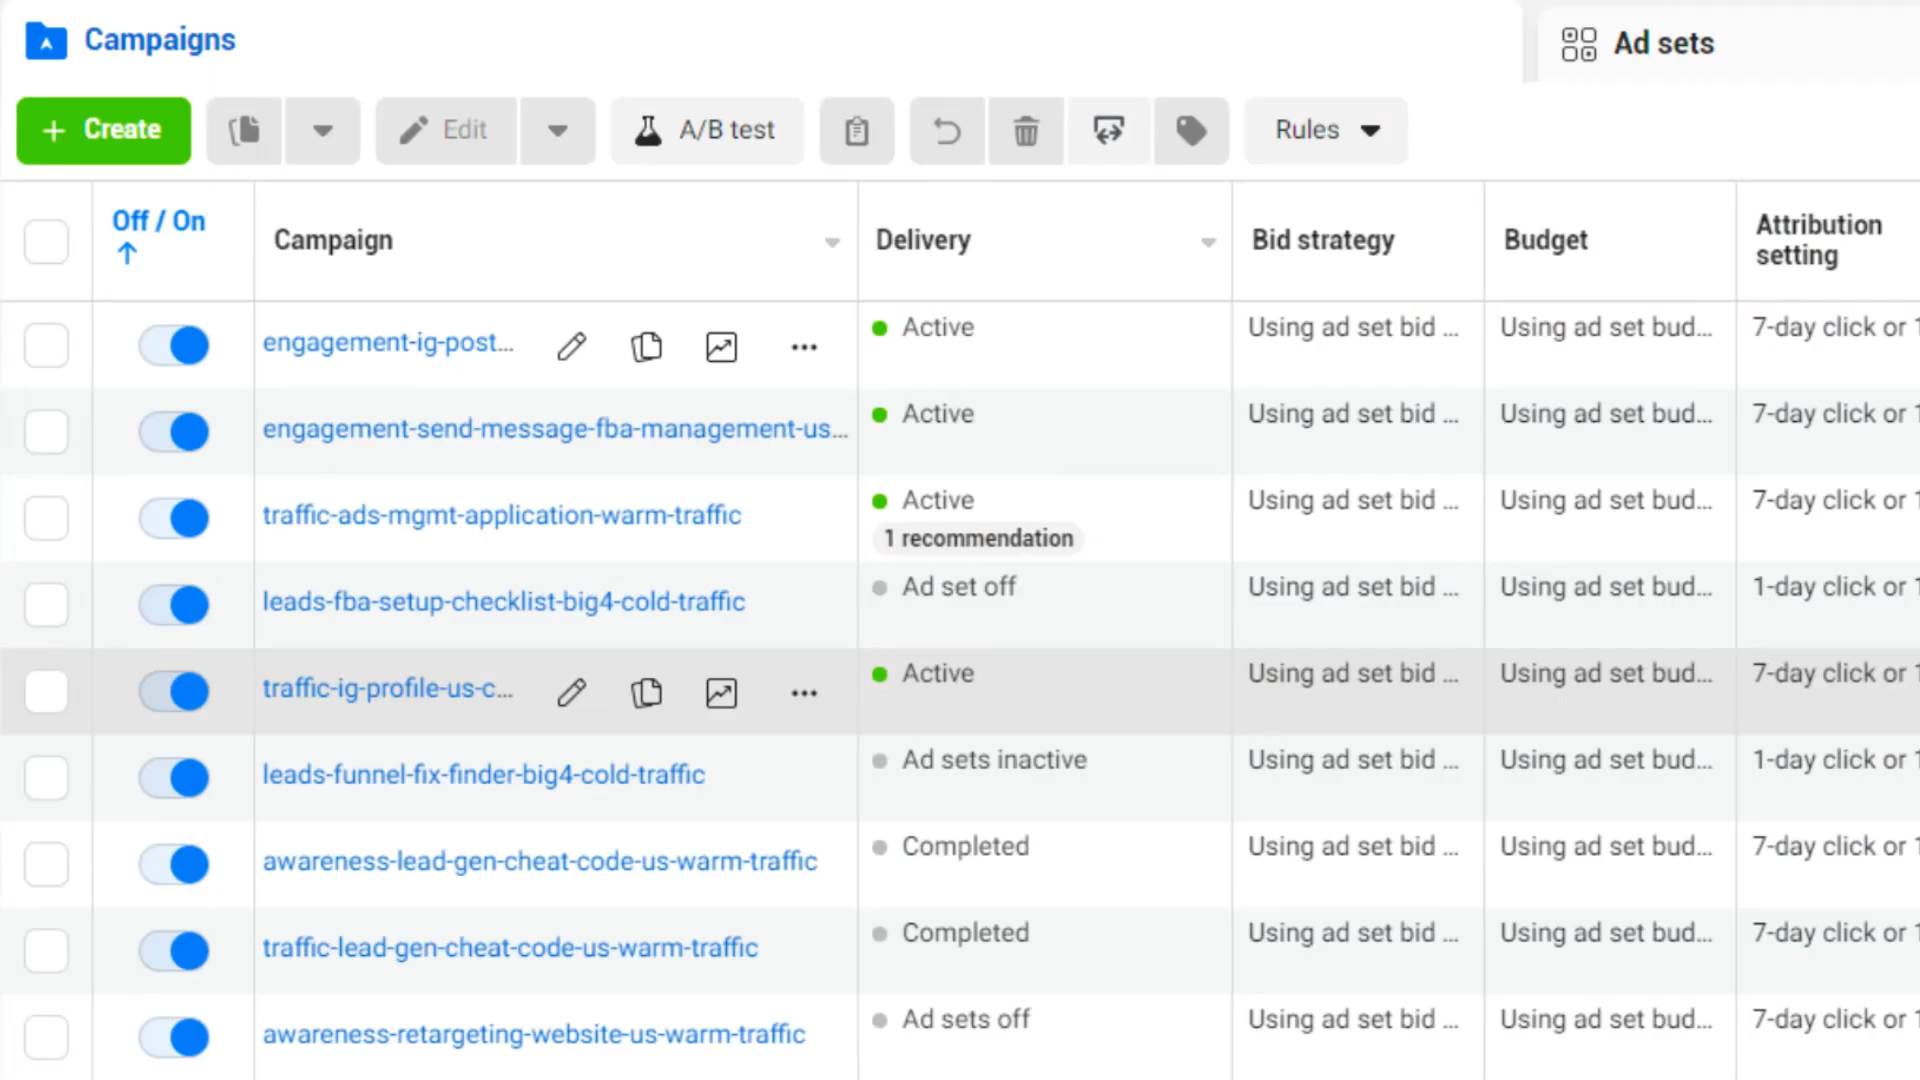 Campaigns
Ad sets
+ Create
Edit
A/B test
Rules
Off / On
Campaign
Delivery
Bid strategy
Budget
Attribution
setting
engagement-ig-post...
Active
Using ad set bid ...
Using ad set bud...
7-day click or 1
engagement-send-message-fba-management-us...
Active
Using ad set bid ...
Using ad set bud...
7-day click or 1
traffic-ads-mgmt-application-warm-traffic
Active
1 recommendation
Using ad set bid ...
Using ad set bud...
7-day click or 1
leads-fba-setup-checklist-big4-cold-traffic
Ad set off
Using ad set bid ...
Using ad set bud...
1-day click or 1
traffic-ig-profile-us-c...
Active
Using ad set bid ...
Using ad set bud...
7-day click or 1
leads-funnel-fix-finder-big4-cold-traffic
Ad sets inactive
Using ad set bid ...
Using ad set bud...
1-day click or 1
awareness-lead-gen-cheat-code-us-warm-traffic
Completed
Using ad set bid ...
Using ad set bud...
7-day click or 1
traffic-lead-gen-cheat-code-us-warm-traffic
Completed
Using ad set bid ...
Using ad set bud...
7-day click or 1
awareness-retargeting-website-us-warm-traffic
Ad sets off
Using ad set bid ...
Using ad set bud...
7-day click or 1